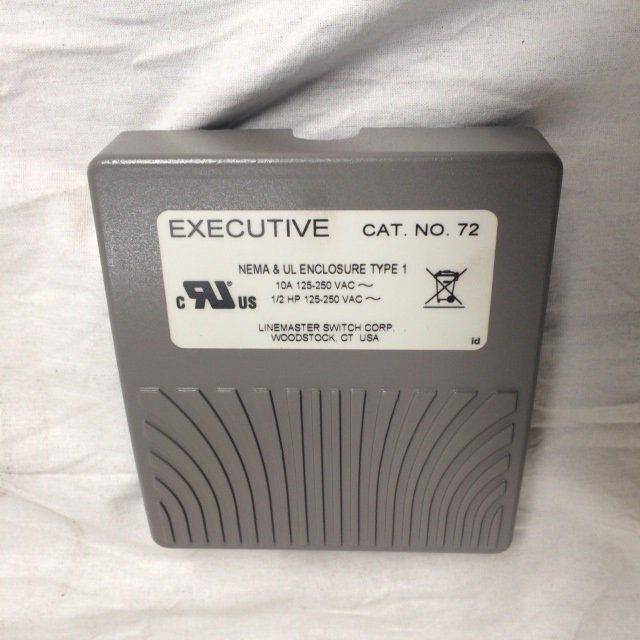 EXECUTIVE CAT. NO. 72
NEMA & UL ENCLOSURE TYPE 1
10A 125-250 VAC ~
1/2 HP 125-250 VAC ~
C UR US
LINEMASTER SWITCH CORP.
WOODSTOCK, CT USA
id